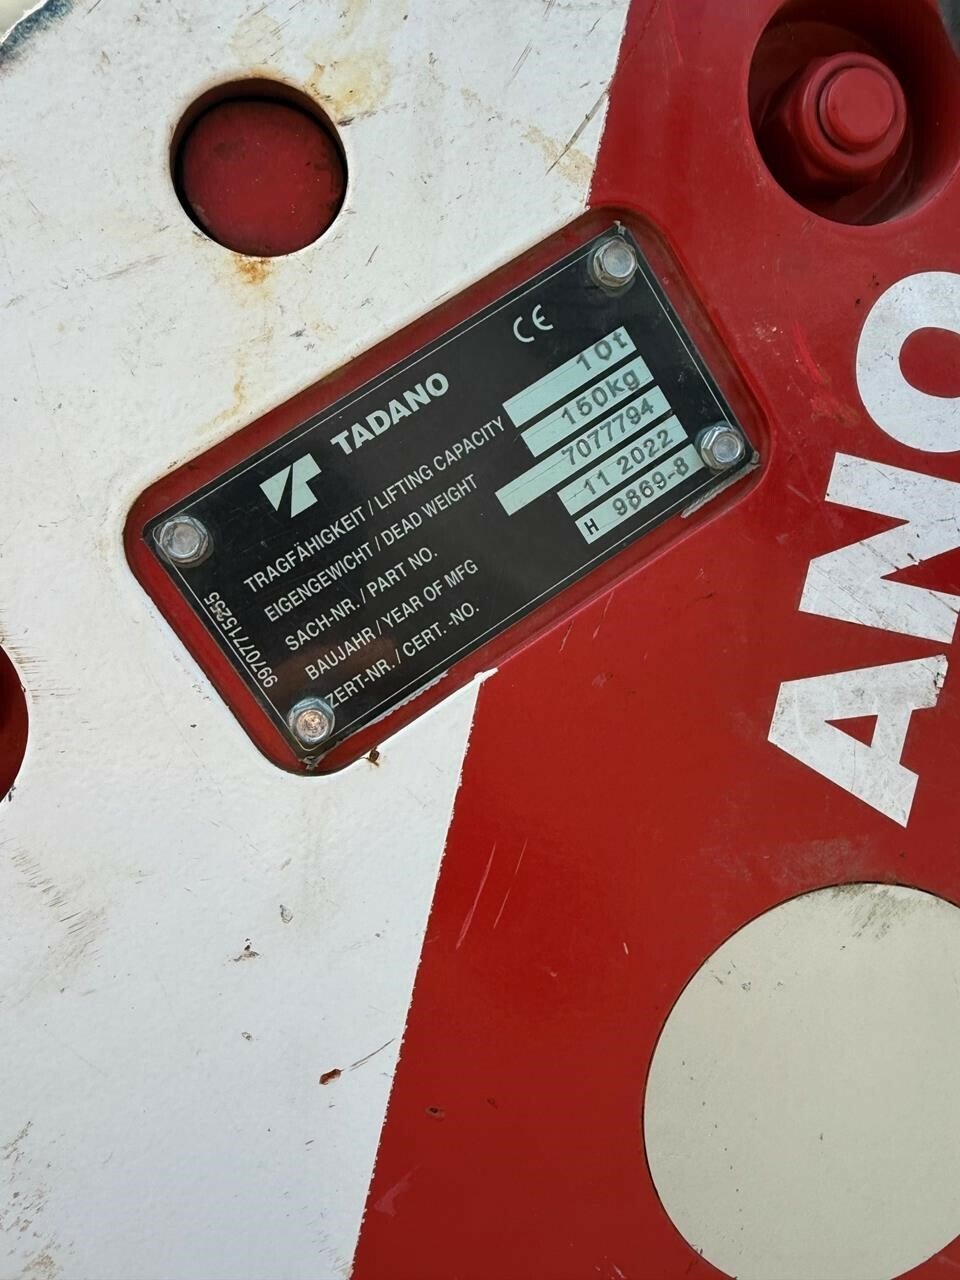 CE
TADANO
TRAGFÄHIGKEIT / LIFTING CAPACITY 10t
EIGENGEWICHT / DEAD WEIGHT 150kg
SACH-NR. / PART NO. 7077794
BAUJAHR / YEAR OF MFG 11 2022
ZERT-NR. / CERT. -NO. H 9869-8
99707715255
ANO